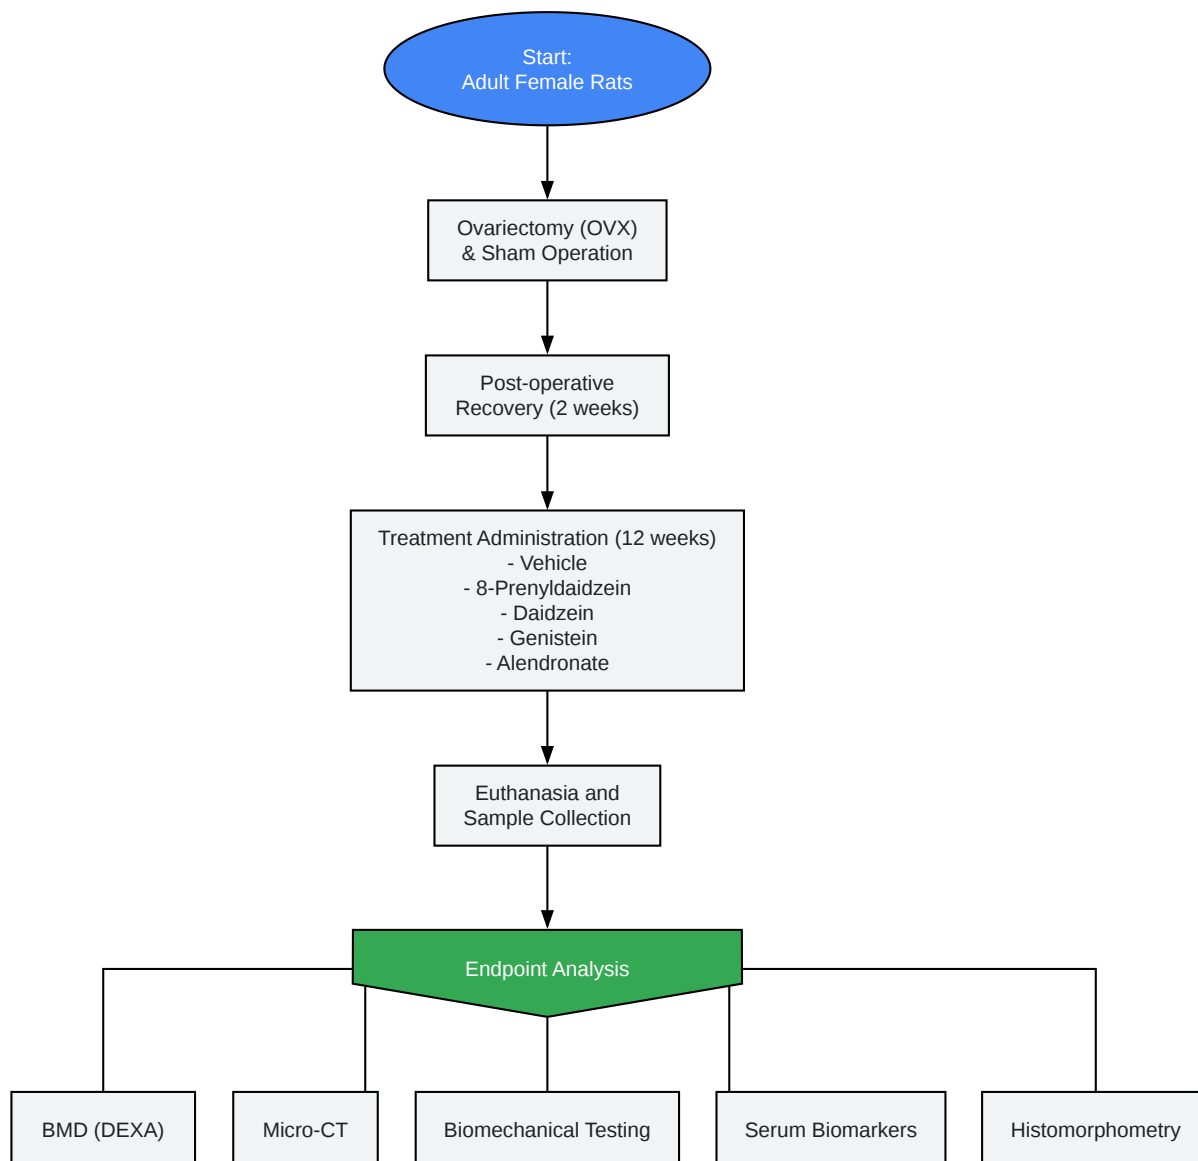 Start:
Adult Female Rats
Ovariectomy (OVX)
& Sham Operation
Post-operative
Recovery (2 weeks)
Treatment Administration (12 weeks)
- Vehicle
- 8-Prenyldaidzein
- Daidzein
- Genistein
- Alendronate
Euthanasia and
Sample Collection
Endpoint Analysis
BMD (DEXA)
Micro-CT
Biomechanical Testing
Serum Biomarkers
Histomorphometry